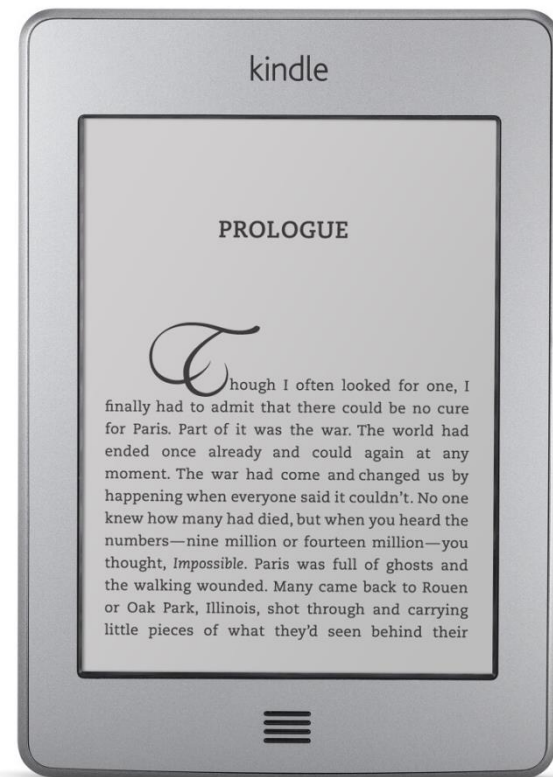 kindle
PROLOGUE
Though I often looked for one, I
finally had to admit that there could be no cure
for Paris. Part of it was the war. The world had
ended once already and could again at any
moment. The war had come and changed us by
happening when everyone said it couldn't. No one
knew how many had died, but when you heard the
numbers—nine million or fourteen million—you
thought, Impossible. Paris was full of ghosts and
the walking wounded. Many came back to Rouen
or Oak Park, Illinois, shot through and carrying
little pieces of what they'd seen behind their